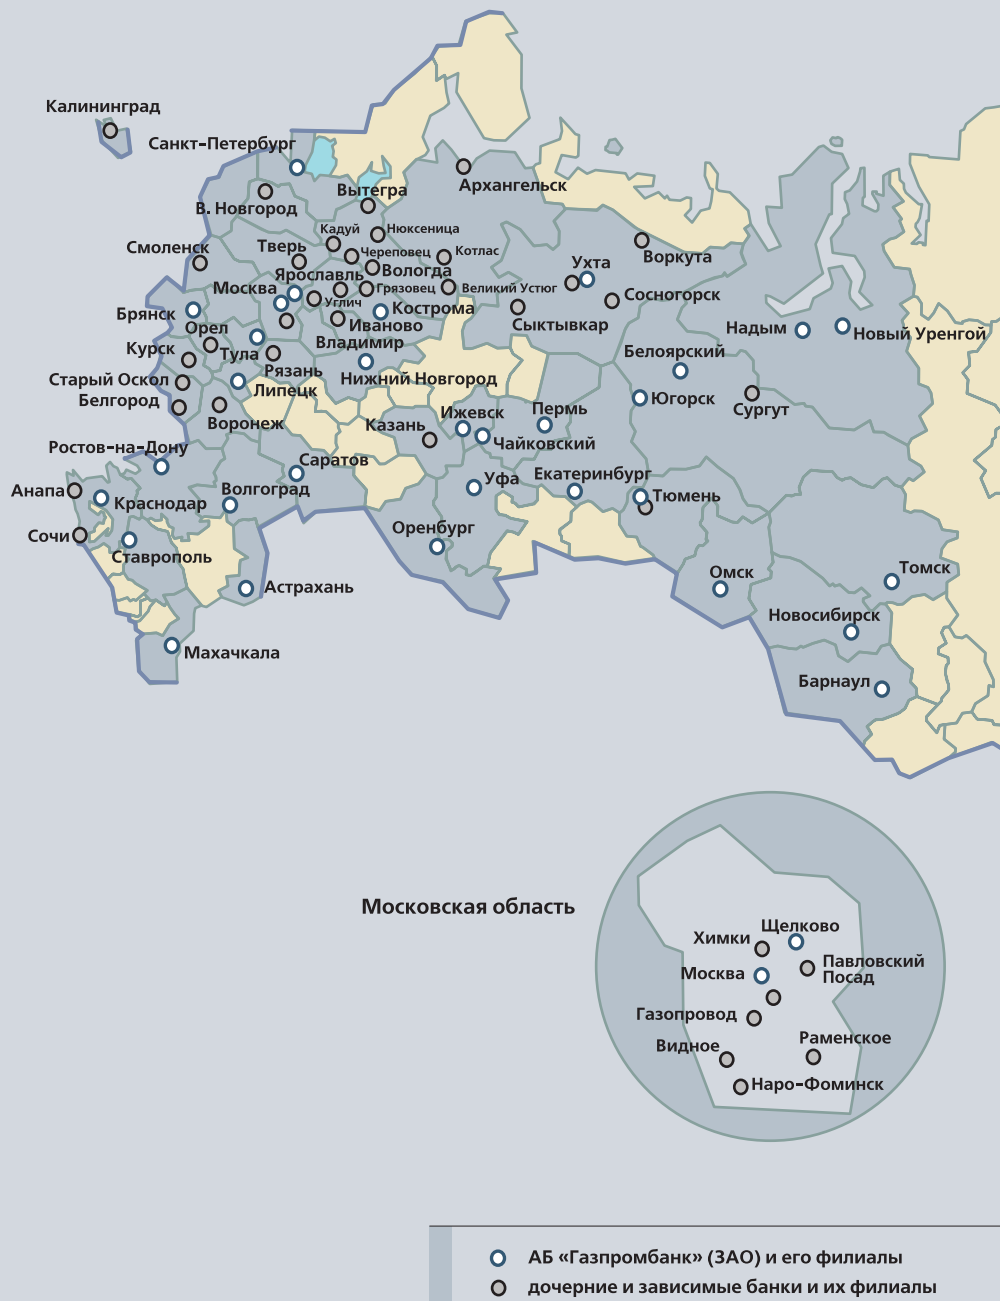 Калининград
Санкт-Петербург
Архангельск
Вытегра
В. Новгород
Кадуй
Нюксеница
Смоленск
Тверь
Череповец
Котлас
Воркута
Вологда
Ухта
Ярославль
Москва
Грязовец
Великий Устюг
Сосногорск
Углич
Кострома
Брянск
Иваново
Сыктывкар
Надым
Новый Уренгой
Орел
Владимир
Курск
Тула
Рязань
Белоярский
Старый Оскол
Липецк
Нижний Новгород
Белгород
Югорск
Сургут
Воронеж
Казань
Ижевск
Пермь
Чайковский
Ростов-на-Дону
Саратов
Уфа
Екатеринбург
Анапа
Краснодар
Волгоград
Тюмень
Сочи
Оренбург
Ставрополь
Астрахань
Омск
Томск
Новосибирск
Махачкала
Барнаул
Московская область
Щелково
Химки
Павловский
Посад
Москва
Газопровод
Раменское
Видное
Наро-Фоминск
АБ «Газпромбанк» (ЗАО) и его филиалы
дочерние и зависимые банки и их филиалы